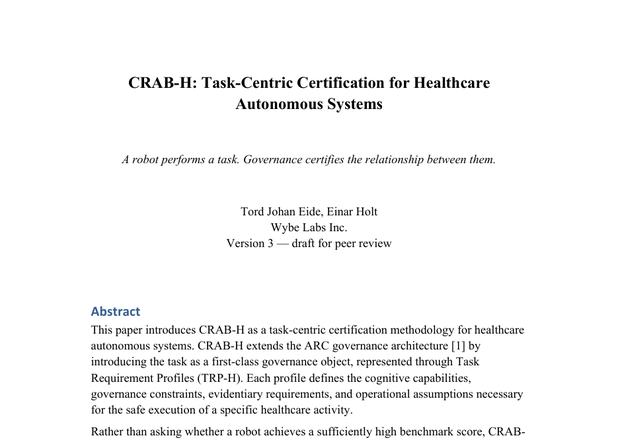 CRAB-H: Task-Centric Certification for Healthcare
Autonomous Systems
A robot performs a task. Governance certifies the relationship between them.
Tord Johan Eide, Einar Holt
Wybe Labs Inc.
Version 3 — draft for peer review
Abstract
This paper introduces CRAB-H as a task-centric certification methodology for healthcare
autonomous systems. CRAB-H extends the ARC governance architecture [1] by
introducing the task as a first-class governance object, represented through Task
Requirement Profiles (TRP-H). Each profile defines the cognitive capabilities,
governance constraints, evidentiary requirements, and operational assumptions necessary
for the safe execution of a specific healthcare activity.
Rather than asking whether a robot achieves a sufficiently high benchmark score, CRAB-